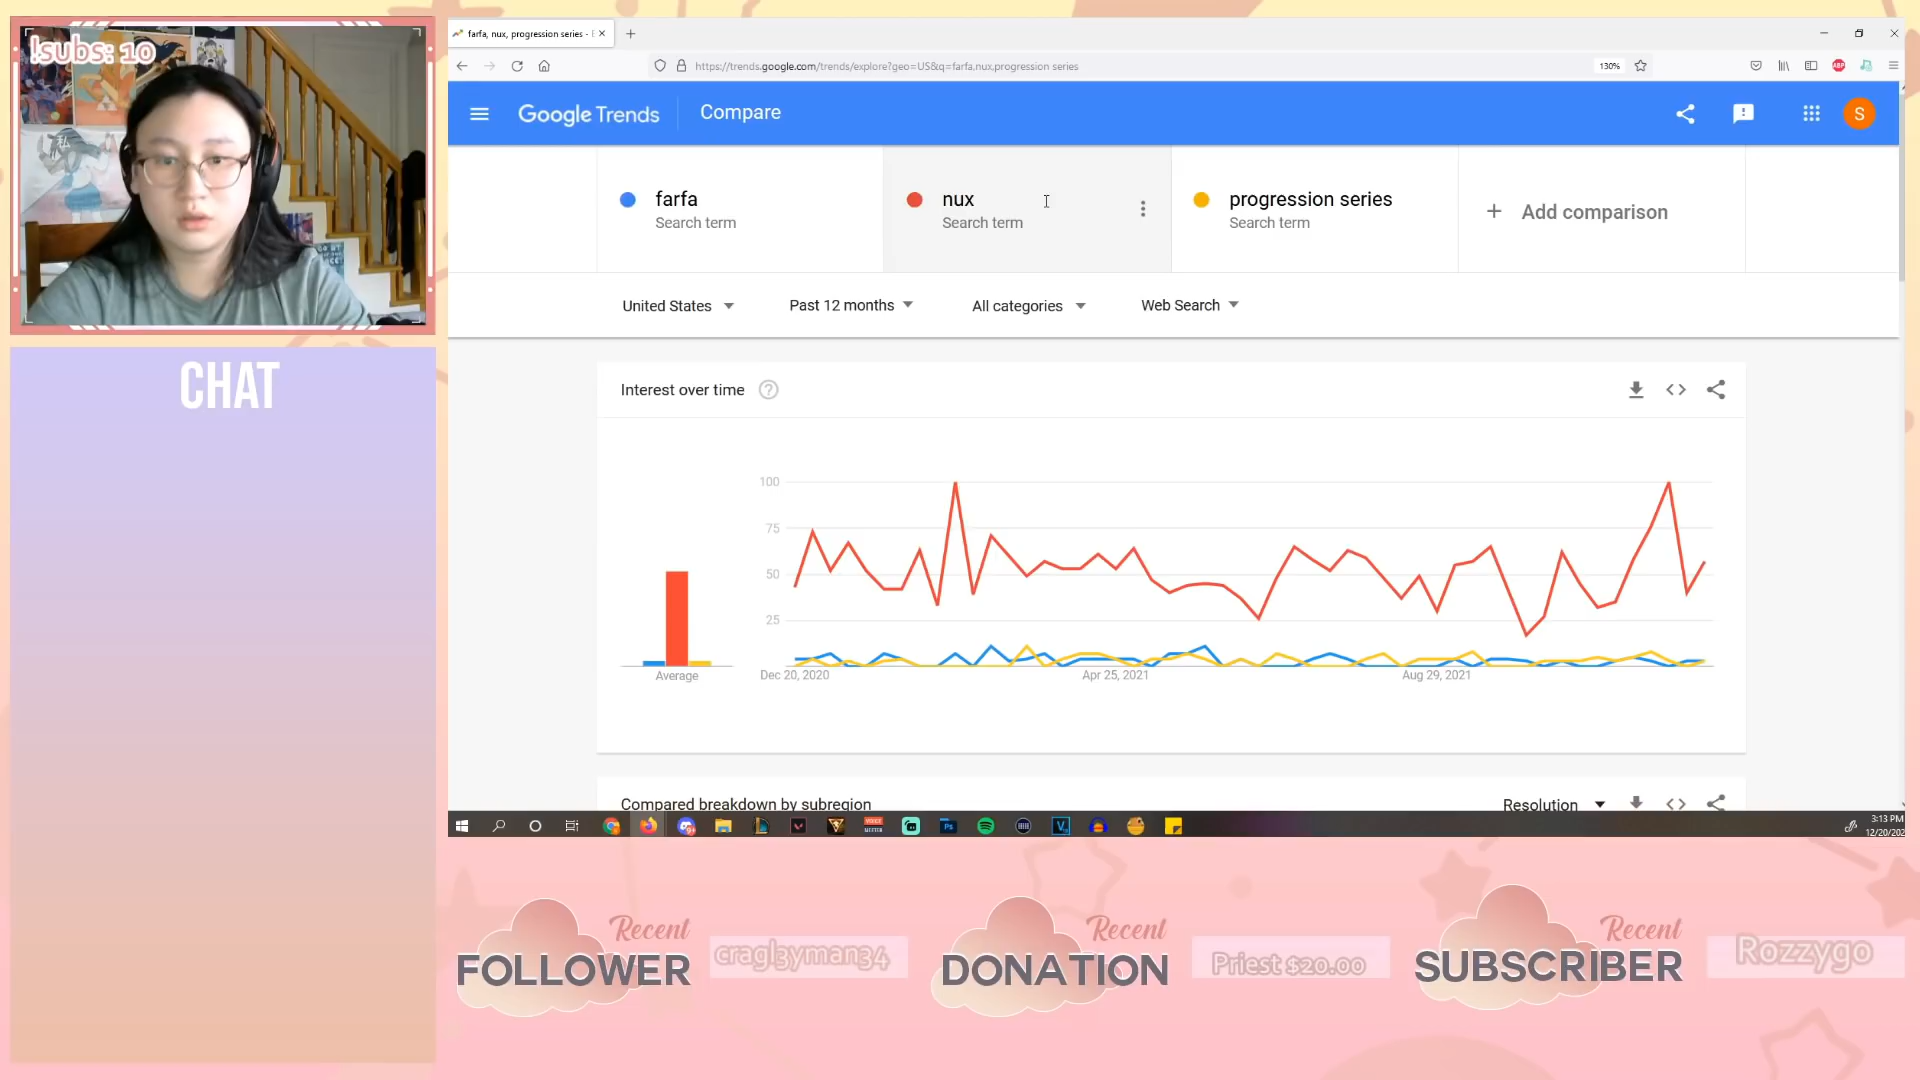 !subs: 10
CHAT
farfa, nux, progression series -
https://trends.google.com/trends/explore?geo=US&q=farfa,nux,progression series
130%
Google Trends
Compare
S
farfa
Search term
nux
Search term
progression series
Search term
+ Add comparison
United States
Past 12 months
All categories
Web Search
Interest over time
100
75
50
25
Average
Dec 20, 2020
Apr 25, 2021
Aug 29, 2021
Compared breakdown by subregion
Resolution
3:13 PM
12/20/202
Recent
FOLLOWER
cragl3yman34
Recent
DONATION
Priest $20.00
Recent
SUBSCRIBER
Rozzygo